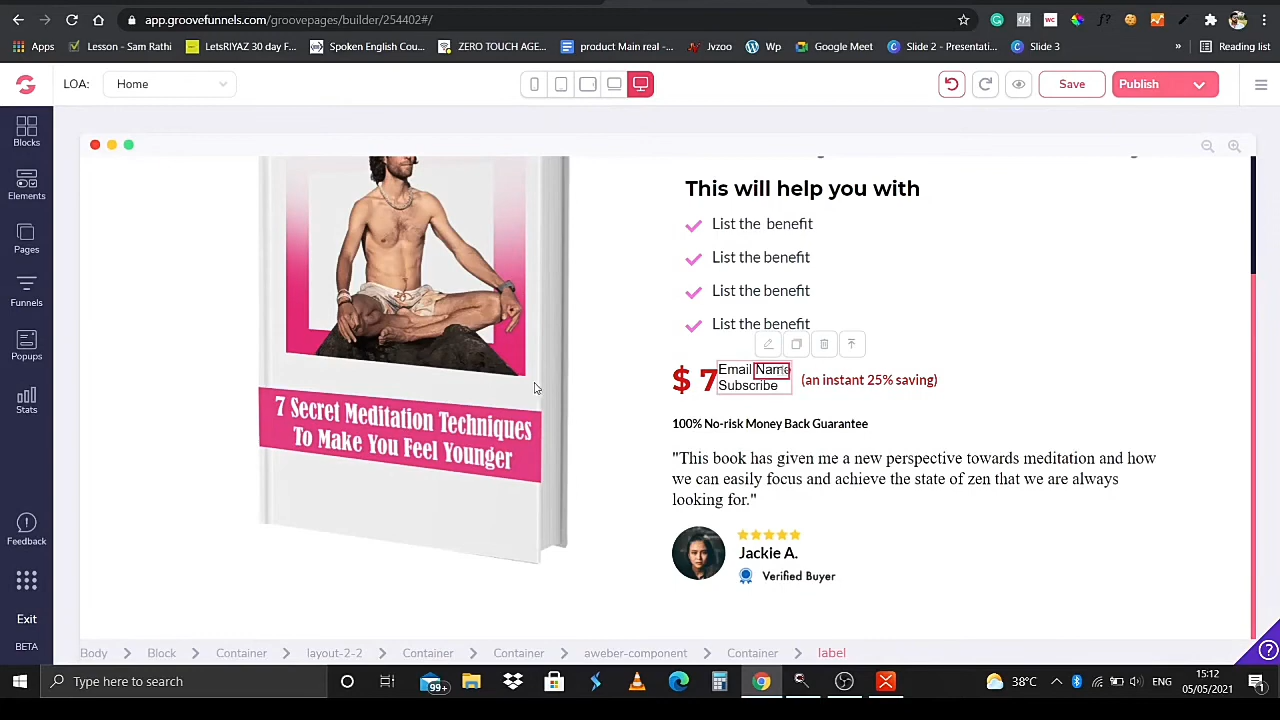 app.groovefunnels.com/groovepages/builder/254402#/
Apps
Lesson - Sam Rathi
LetsRIYAZ 30 day F...
Spoken English Cou...
ZERO TOUCH AGE...
product Main real -...
Jvzoo
Wp
Google Meet
Slide 2 - Presentati...
Slide 3
»
Reading list
LOA:
Home
Save
Publish
Blocks
Elements
Pages
Funnels
Popups
Stats
Feedback
Exit
BETA
7 Secret Meditation Techniques
To Make You Feel Younger
This will help you with
List the benefit
List the benefit
List the benefit
List the benefit
$ 7
Email Name
Subscribe
(an instant 25% saving)
100% No-risk Money Back Guarantee
"This book has given me a new perspective towards meditation and how
we can easily focus and achieve the state of zen that we are always
looking for."
Jackie A.
Verified Buyer
Body > Block > Container > layout-2-2 > Container > Container > aweber-component > Container > label
Type here to search
99+
38°C
ENG
15:12
05/05/2021
1